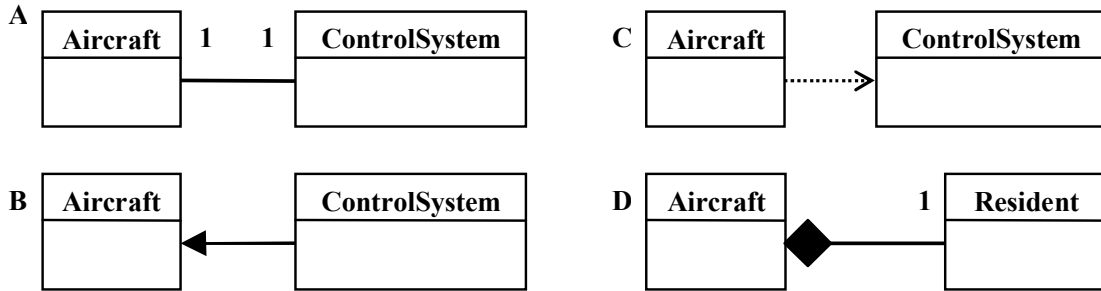 A
Aircraft 1 1 ControlSystem
C
Aircraft ControlSystem
B
Aircraft ControlSystem
D
Aircraft 1 Resident